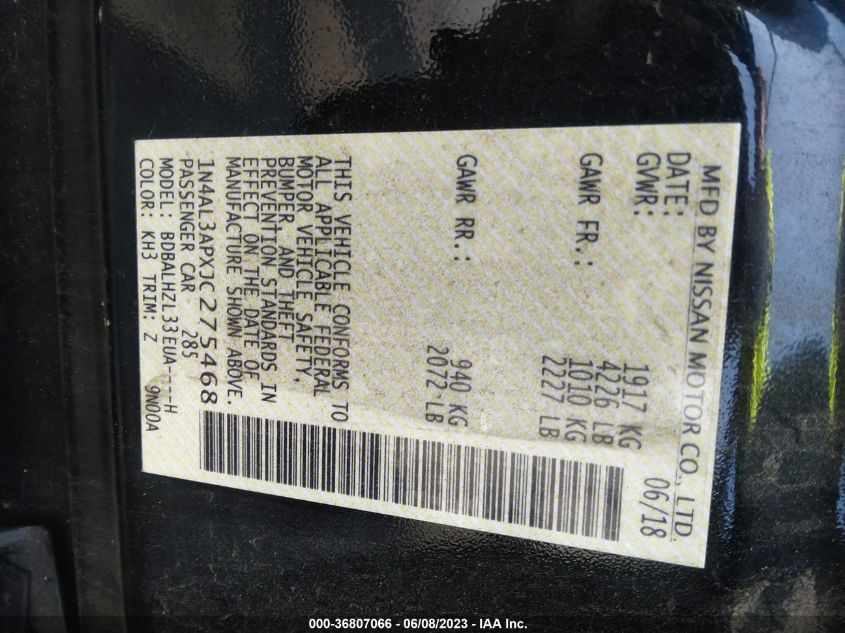 MFD BY NISSAN MOTOR CO., LTD.
DATE: 06/18
GVWR: 1917 KG
4226 LB
GAWR FR.: 1010 KG
2227 LB
GAWR RR.: 940 KG
2072 LB
THIS VEHICLE CONFORMS TO
ALL APPLICABLE FEDERAL
MOTOR VEHICLE SAFETY,
BUMPER AND THEFT
PREVENTION STANDARDS IN
EFFECT ON THE DATE OF
MANUFACTURE SHOWN ABOVE.
1N4AL3APXJC275468
PASSENGER CAR 285
MODEL: BDBALHZL33EUA---H
COLOR: KH3 TRIM: Z 9N00A
000-36807066 - 06/08/2023 - IAA Inc.